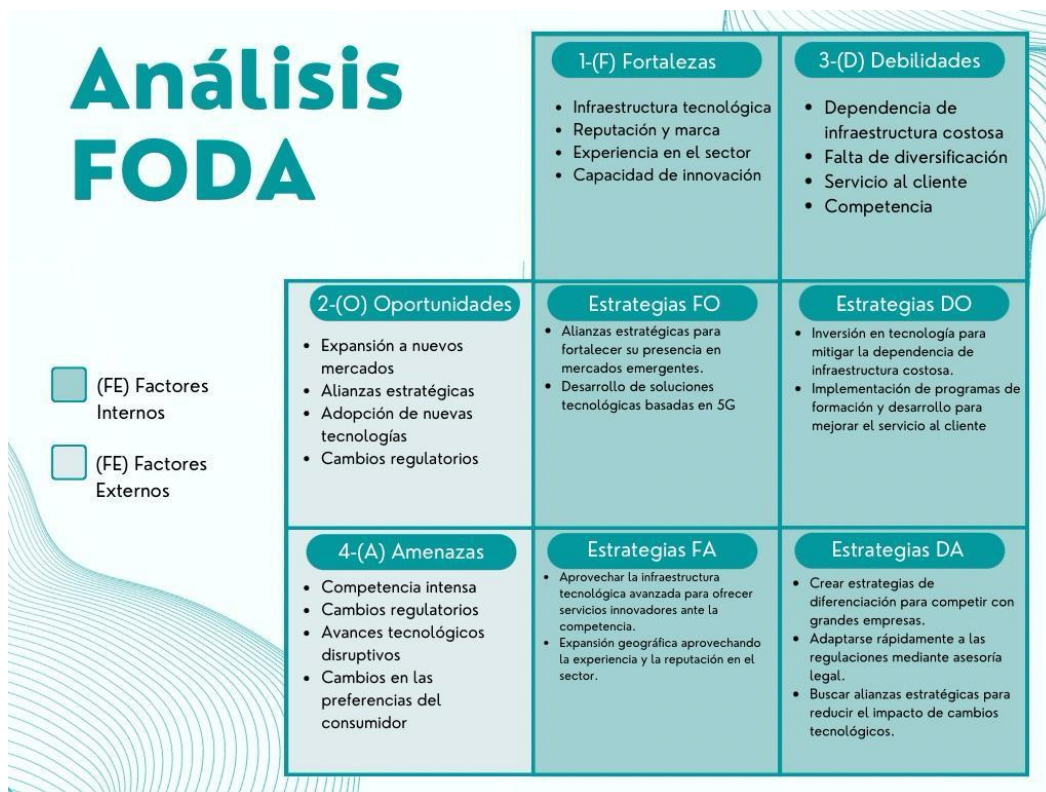 Análisis
FODA
1-(F) Fortalezas
• Infraestructura tecnológica
• Reputación y marca
• Experiencia en el sector
• Capacidad de innovación
3-(D) Debilidades
• Dependencia de
infraestructura costosa
• Falta de diversificación
• Servicio al cliente
• Competencia
(FE) Factores
Internos
(FE) Factores
Externos
2-(O) Oportunidades
• Expansión a nuevos
mercados
• Alianzas estratégicas
• Adopción de nuevas
tecnologías
• Cambios regulatorios
Estrategias FO
• Alianzas estratégicas para
fortalecer su presencia en
mercados emergentes.
• Desarrollo de soluciones
tecnológicas basadas en 5G
Estrategias DO
• Inversión en tecnología para
mitigar la dependencia de
infraestructura costosa.
• Implementación de programas de
formación y desarrollo para
mejorar el servicio al cliente
4-(A) Amenazas
• Competencia intensa
• Cambios regulatorios
• Avances tecnológicos
disruptivos
• Cambios en las
preferencias del
consumidor
Estrategias FA
• Aprovechar la infraestructura
tecnológica avanzada para ofrecer
servicios innovadores ante la
competencia.
• Expansión geográfica aprovechando
la experiencia y la reputación en el
sector.
Estrategias DA
• Crear estrategias de
diferenciación para competir con
grandes empresas.
• Adaptarse rápidamente a las
regulaciones mediante asesoría
legal.
• Buscar alianzas estratégicas para
reducir el impacto de cambios
tecnológicos.